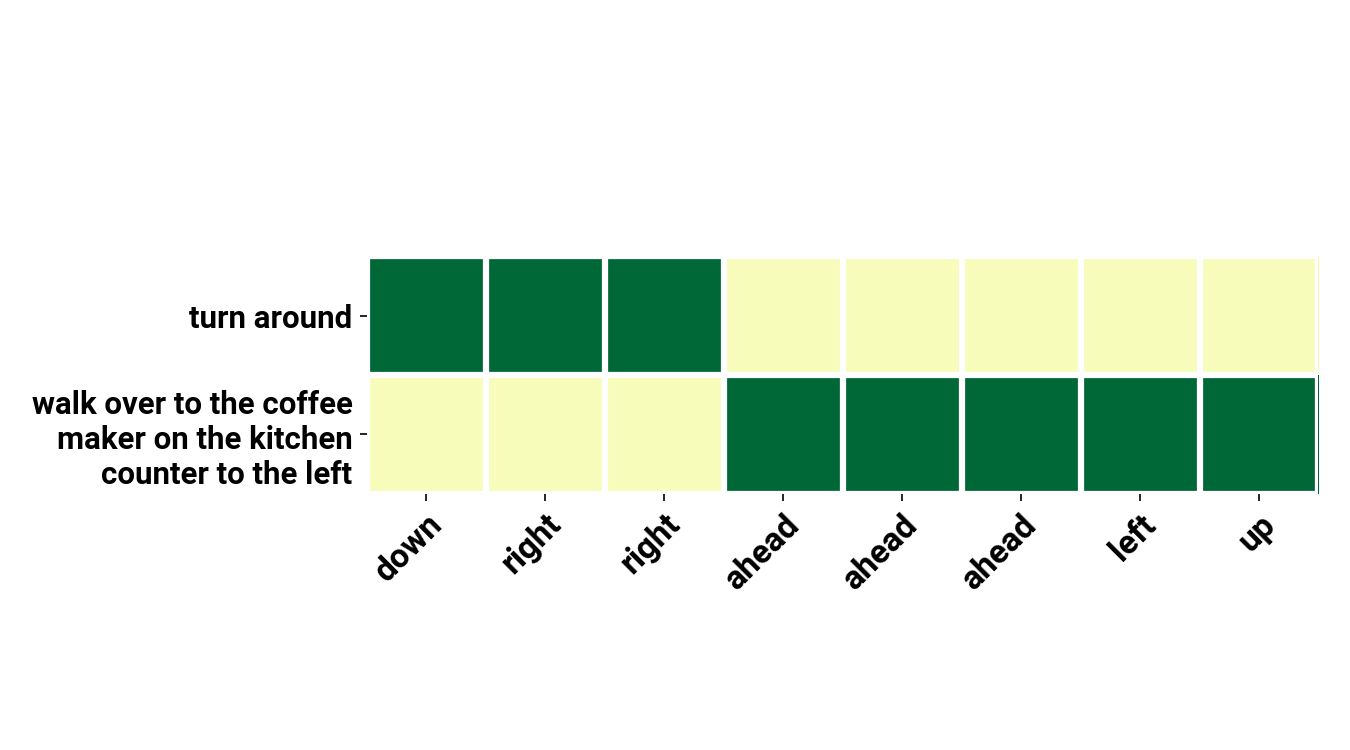 turn around
walk over to the coffee
maker on the kitchen
counter to the left
down
right
right
ahead
ahead
ahead
left
up